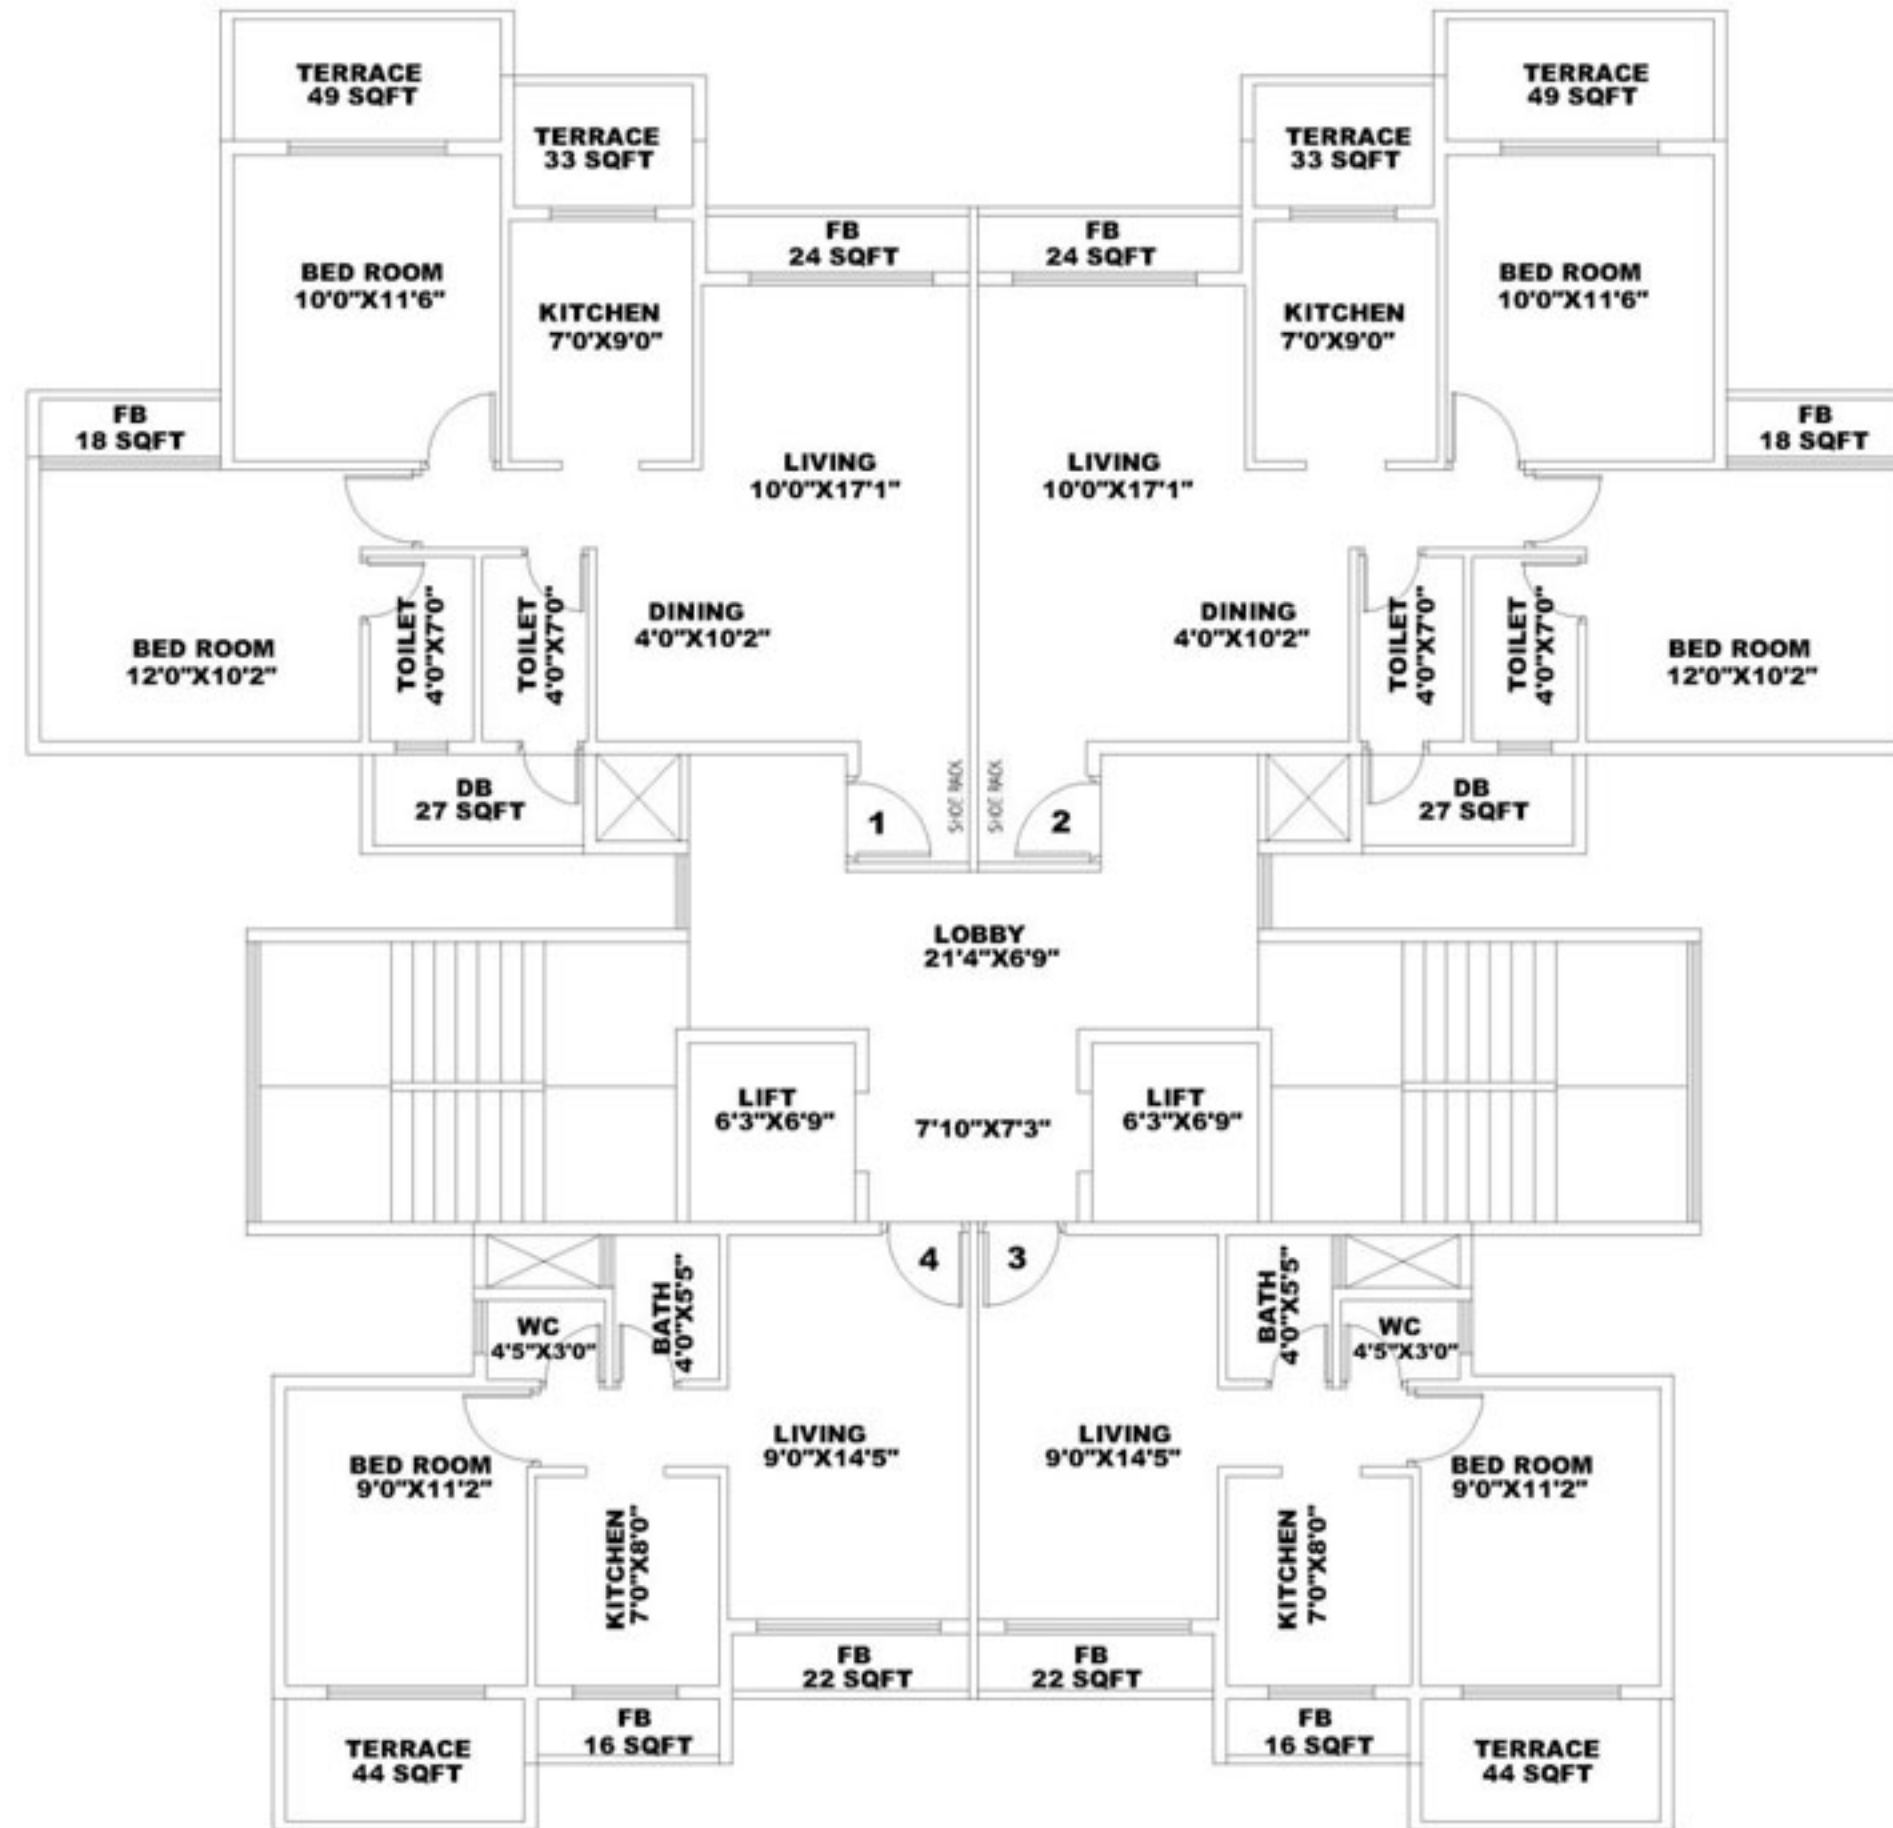 TERRACE
49 SQFT
TERRACE
49 SQFT
TERRACE
33 SQFT
TERRACE
33 SQFT
FB
24 SQFT
FB
24 SQFT
BED ROOM
10'0"X11'6"
KITCHEN
7'0'X9'0"
KITCHEN
7'0'X9'0"
BED ROOM
10'0"X11'6"
FB
18 SQFT
FB
18 SQFT
LIVING
10'0"X17'1"
LIVING
10'0"X17'1"
BED ROOM
12'0"X10'2"
TOILET
4'0"X7'0"
TOILET
4'0"X7'0"
DINING
4'0"X10'2"
DINING
4'0"X10'2"
TOILET
4'0"X7'0"
TOILET
4'0"X7'0"
BED ROOM
12'0"X10'2"
DB
27 SQFT
1
SHOE RACK
SHOE RACK
2
DB
27 SQFT
LOBBY
21'4"X6'9"
LIFT
6'3"X6'9"
7'10"X7'3"
LIFT
6'3"X6'9"
4
3
WC
4'5"X3'0"
BATH
4'0"X5'5"
BATH
4'0"X5'5"
WC
4'5"X3'0"
BED ROOM
9'0"X11'2"
LIVING
9'0"X14'5"
LIVING
9'0"X14'5"
BED ROOM
9'0"X11'2"
KITCHEN
7'0"X8'0"
KITCHEN
7'0"X8'0"
FB
22 SQFT
FB
22 SQFT
TERRACE
44 SQFT
FB
16 SQFT
FB
16 SQFT
TERRACE
44 SQFT